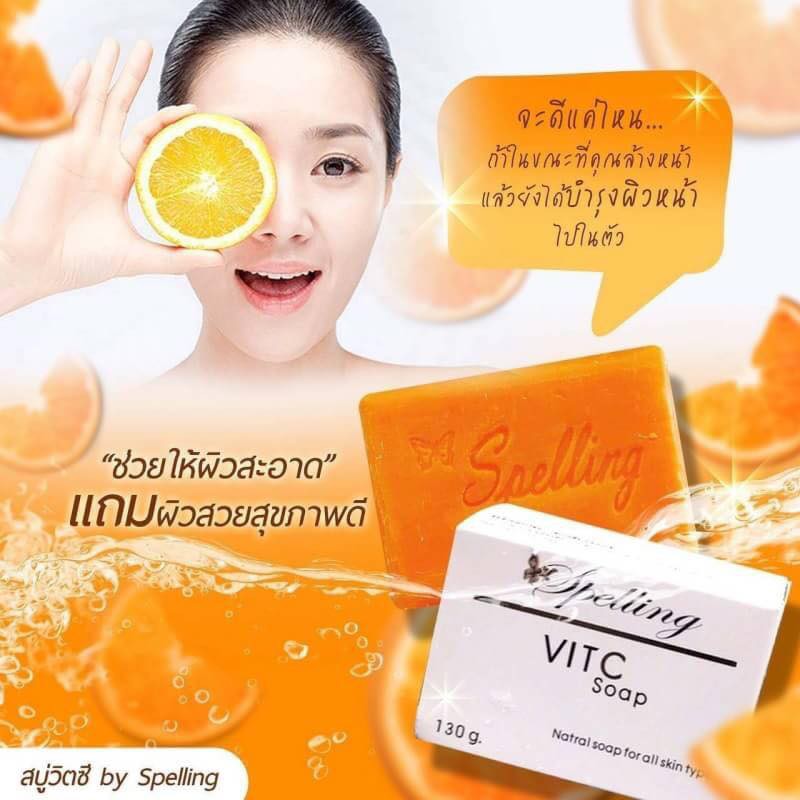 จะดีแค่ไหน...
ถ้าในขณะที่คุณล้างหน้า
แล้วยังได้บำรุงผิวหน้า
ไปในตัว
"ช่วยให้ผิวสะอาด"
แถมผิวสวยสุขภาพดี
Spelling
Spelling
VITC
Soap
130 g.
Natral soap for all skin typ
สบู่วิตซี by Spelling